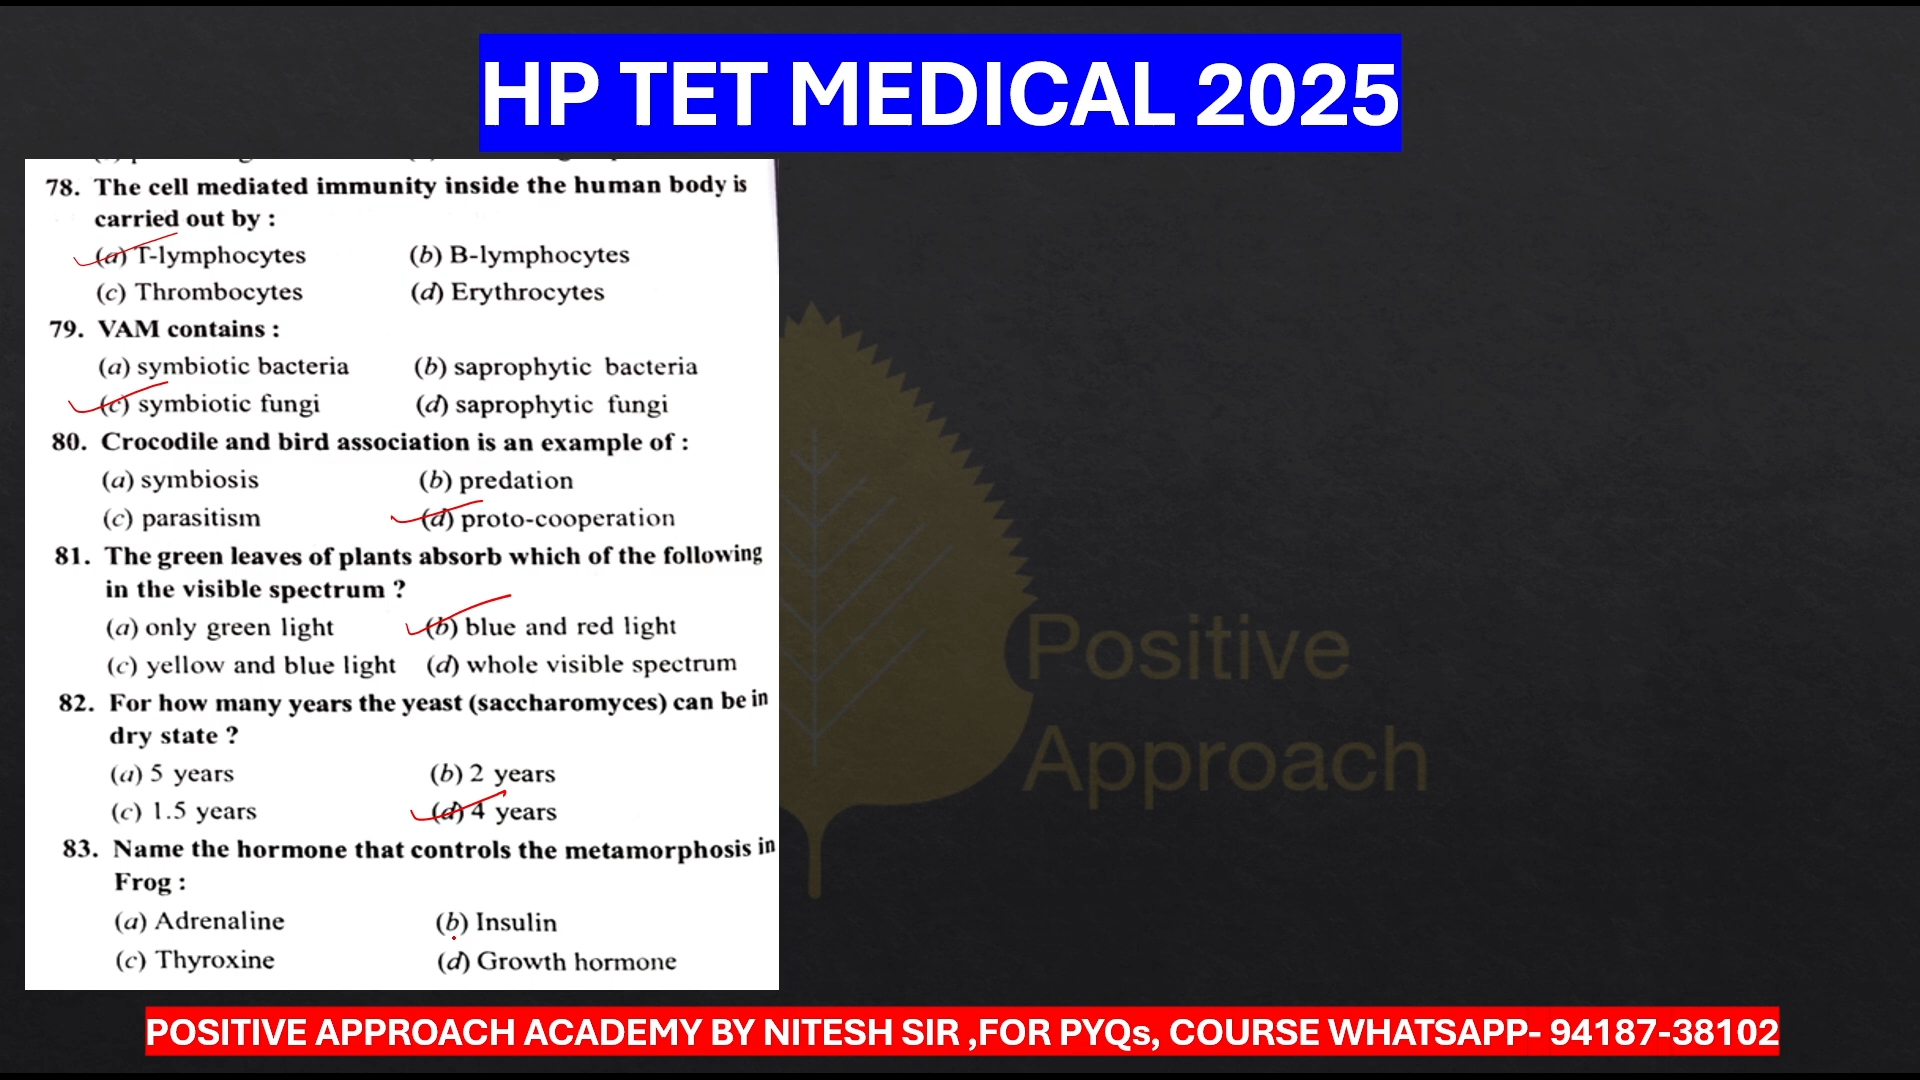 HP TET MEDICAL 2025
78. The cell mediated immunity inside the human body is
carried out by :
(a) T-lymphocytes (b) B-lymphocytes
(c) Thrombocytes (d) Erythrocytes
79. VAM contains :
(a) symbiotic bacteria (b) saprophytic bacteria
(c) symbiotic fungi (d) saprophytic fungi
80. Crocodile and bird association is an example of :
(a) symbiosis (b) predation
(c) parasitism (d) proto-cooperation
81. The green leaves of plants absorb which of the following
in the visible spectrum ?
(a) only green light (b) blue and red light
(c) yellow and blue light (d) whole visible spectrum
82. For how many years the yeast (saccharomyces) can be in
dry state ?
(a) 5 years (b) 2 years
(c) 1.5 years (d) 4 years
83. Name the hormone that controls the metamorphosis in
Frog :
(a) Adrenaline (b) Insulin
(c) Thyroxine (d) Growth hormone
Positive
Approach
POSITIVE APPROACH ACADEMY BY NITESH SIR ,FOR PYQs, COURSE WHATSAPP- 94187-38102